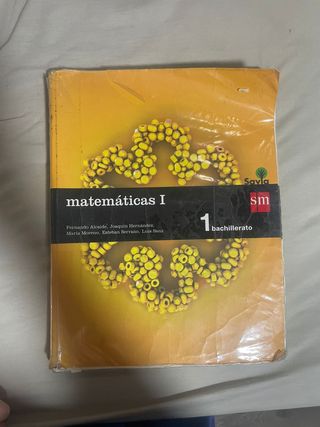 Savia
matemáticas I
sm
Fernando Alcaide, Joaquín Hernández,
María Moreno, Esteban Serrano, Luis Sanz
1 bachillerato